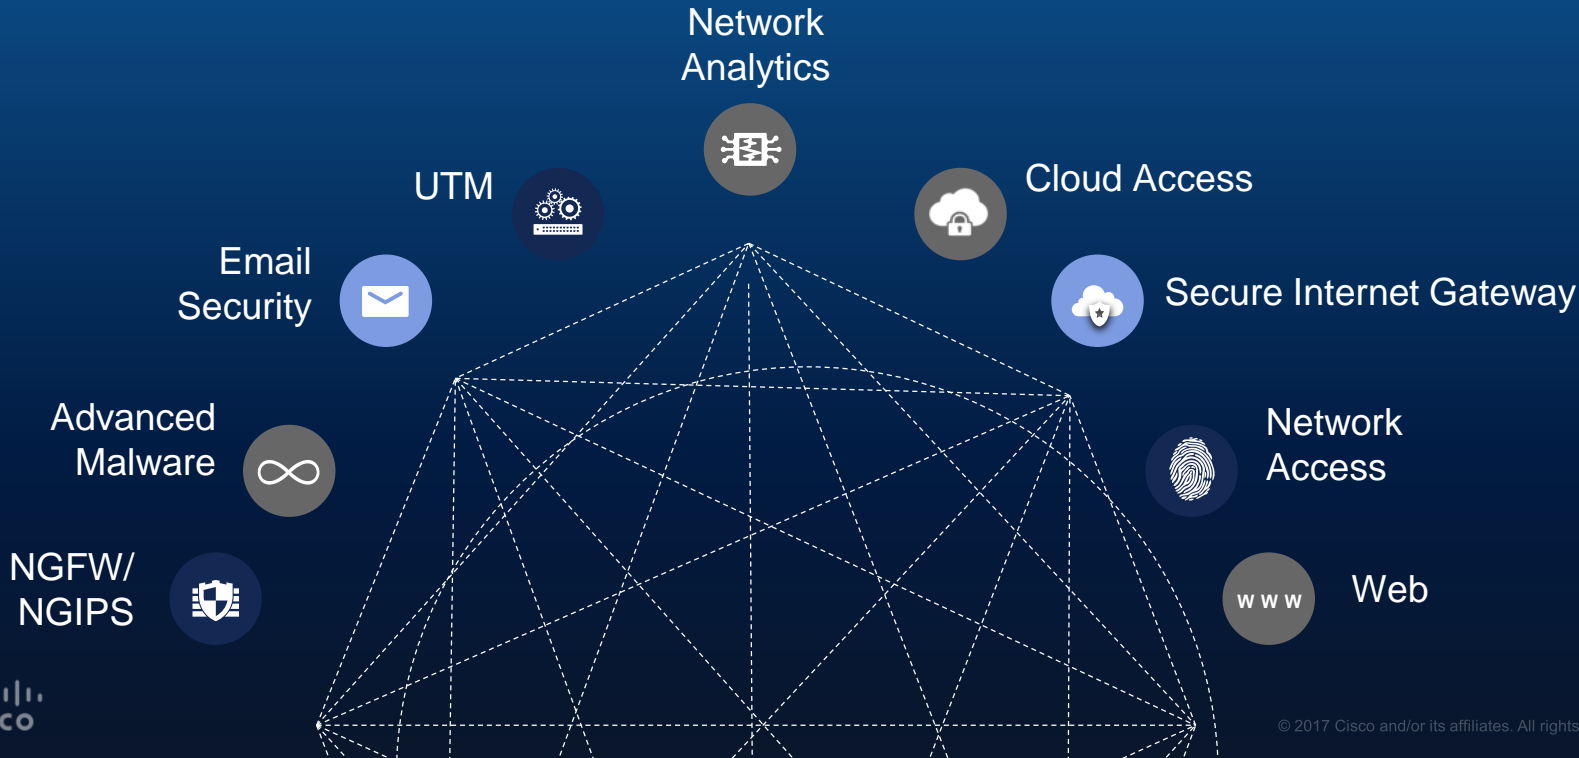 Network
Analytics
UTM
Cloud Access
Email
Security
Secure Internet Gateway
Advanced
Malware
Network
Access
NGFW/
NGIPS
W W W
Web
co
© 2017 Cisco and/or its affiliates. All rights